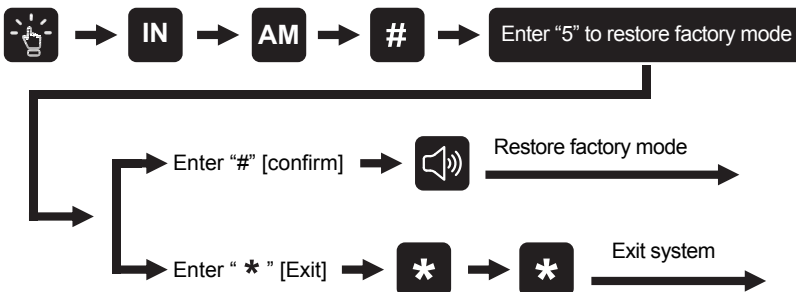 IN AM # Enter “5” to restore factory mode
Enter “#” [confirm] Restore factory mode
Enter “ * ” [Exit] * * Exit system